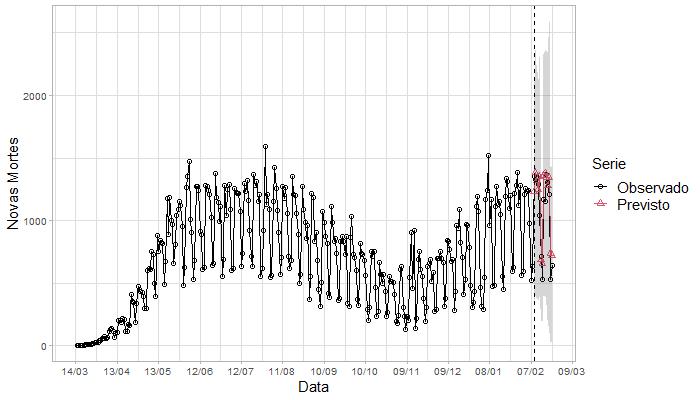 Novas Mortes
2000
1000
0
14/03 13/04 13/05 12/06 12/07 11/08 10/09 10/10 09/11 09/12 08/01 07/02 09/03
Data
Serie
Observado
Previsto